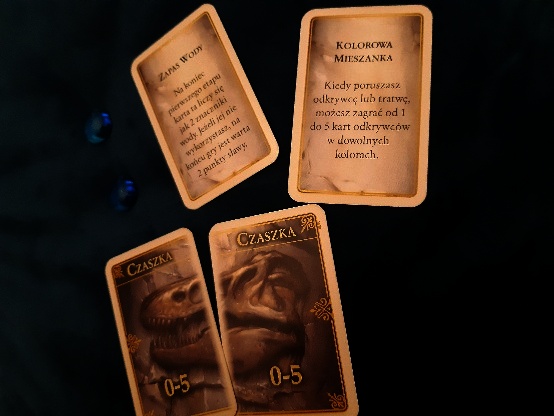 Zapas Wody
Na koniec
pierwszego etapu
karta ta liczy się
jak 2 znaczniki
wody. Jeżeli jej nie
wykorzystasz, na
końcu gry jest warta
2 punkty sławy.
Kolorowa
Mieszanka
Kiedy poruszasz
odkrywcę lub tratwę,
możesz zagrać od 1
do 5 kart odkrywców
w dowolnych
kolorach.
Czaszka
0-5
Czaszka
0-5